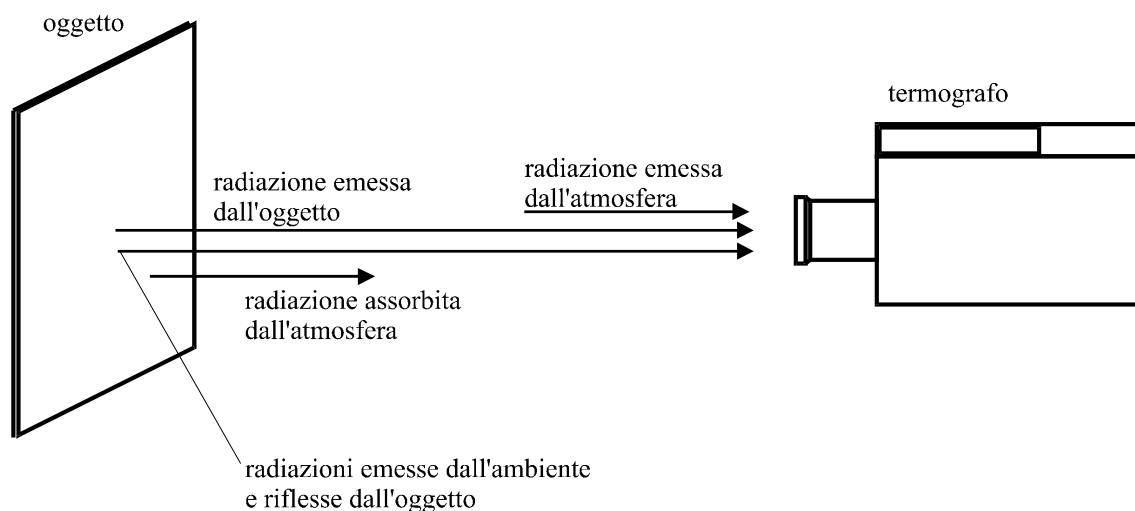 oggetto
termografo
radiazione emessa
dall'oggetto
radiazione emessa
dall'atmosfera
radiazione assorbita
dall'atmosfera
radiazioni emesse dall'ambiente
e riflesse dall'oggetto